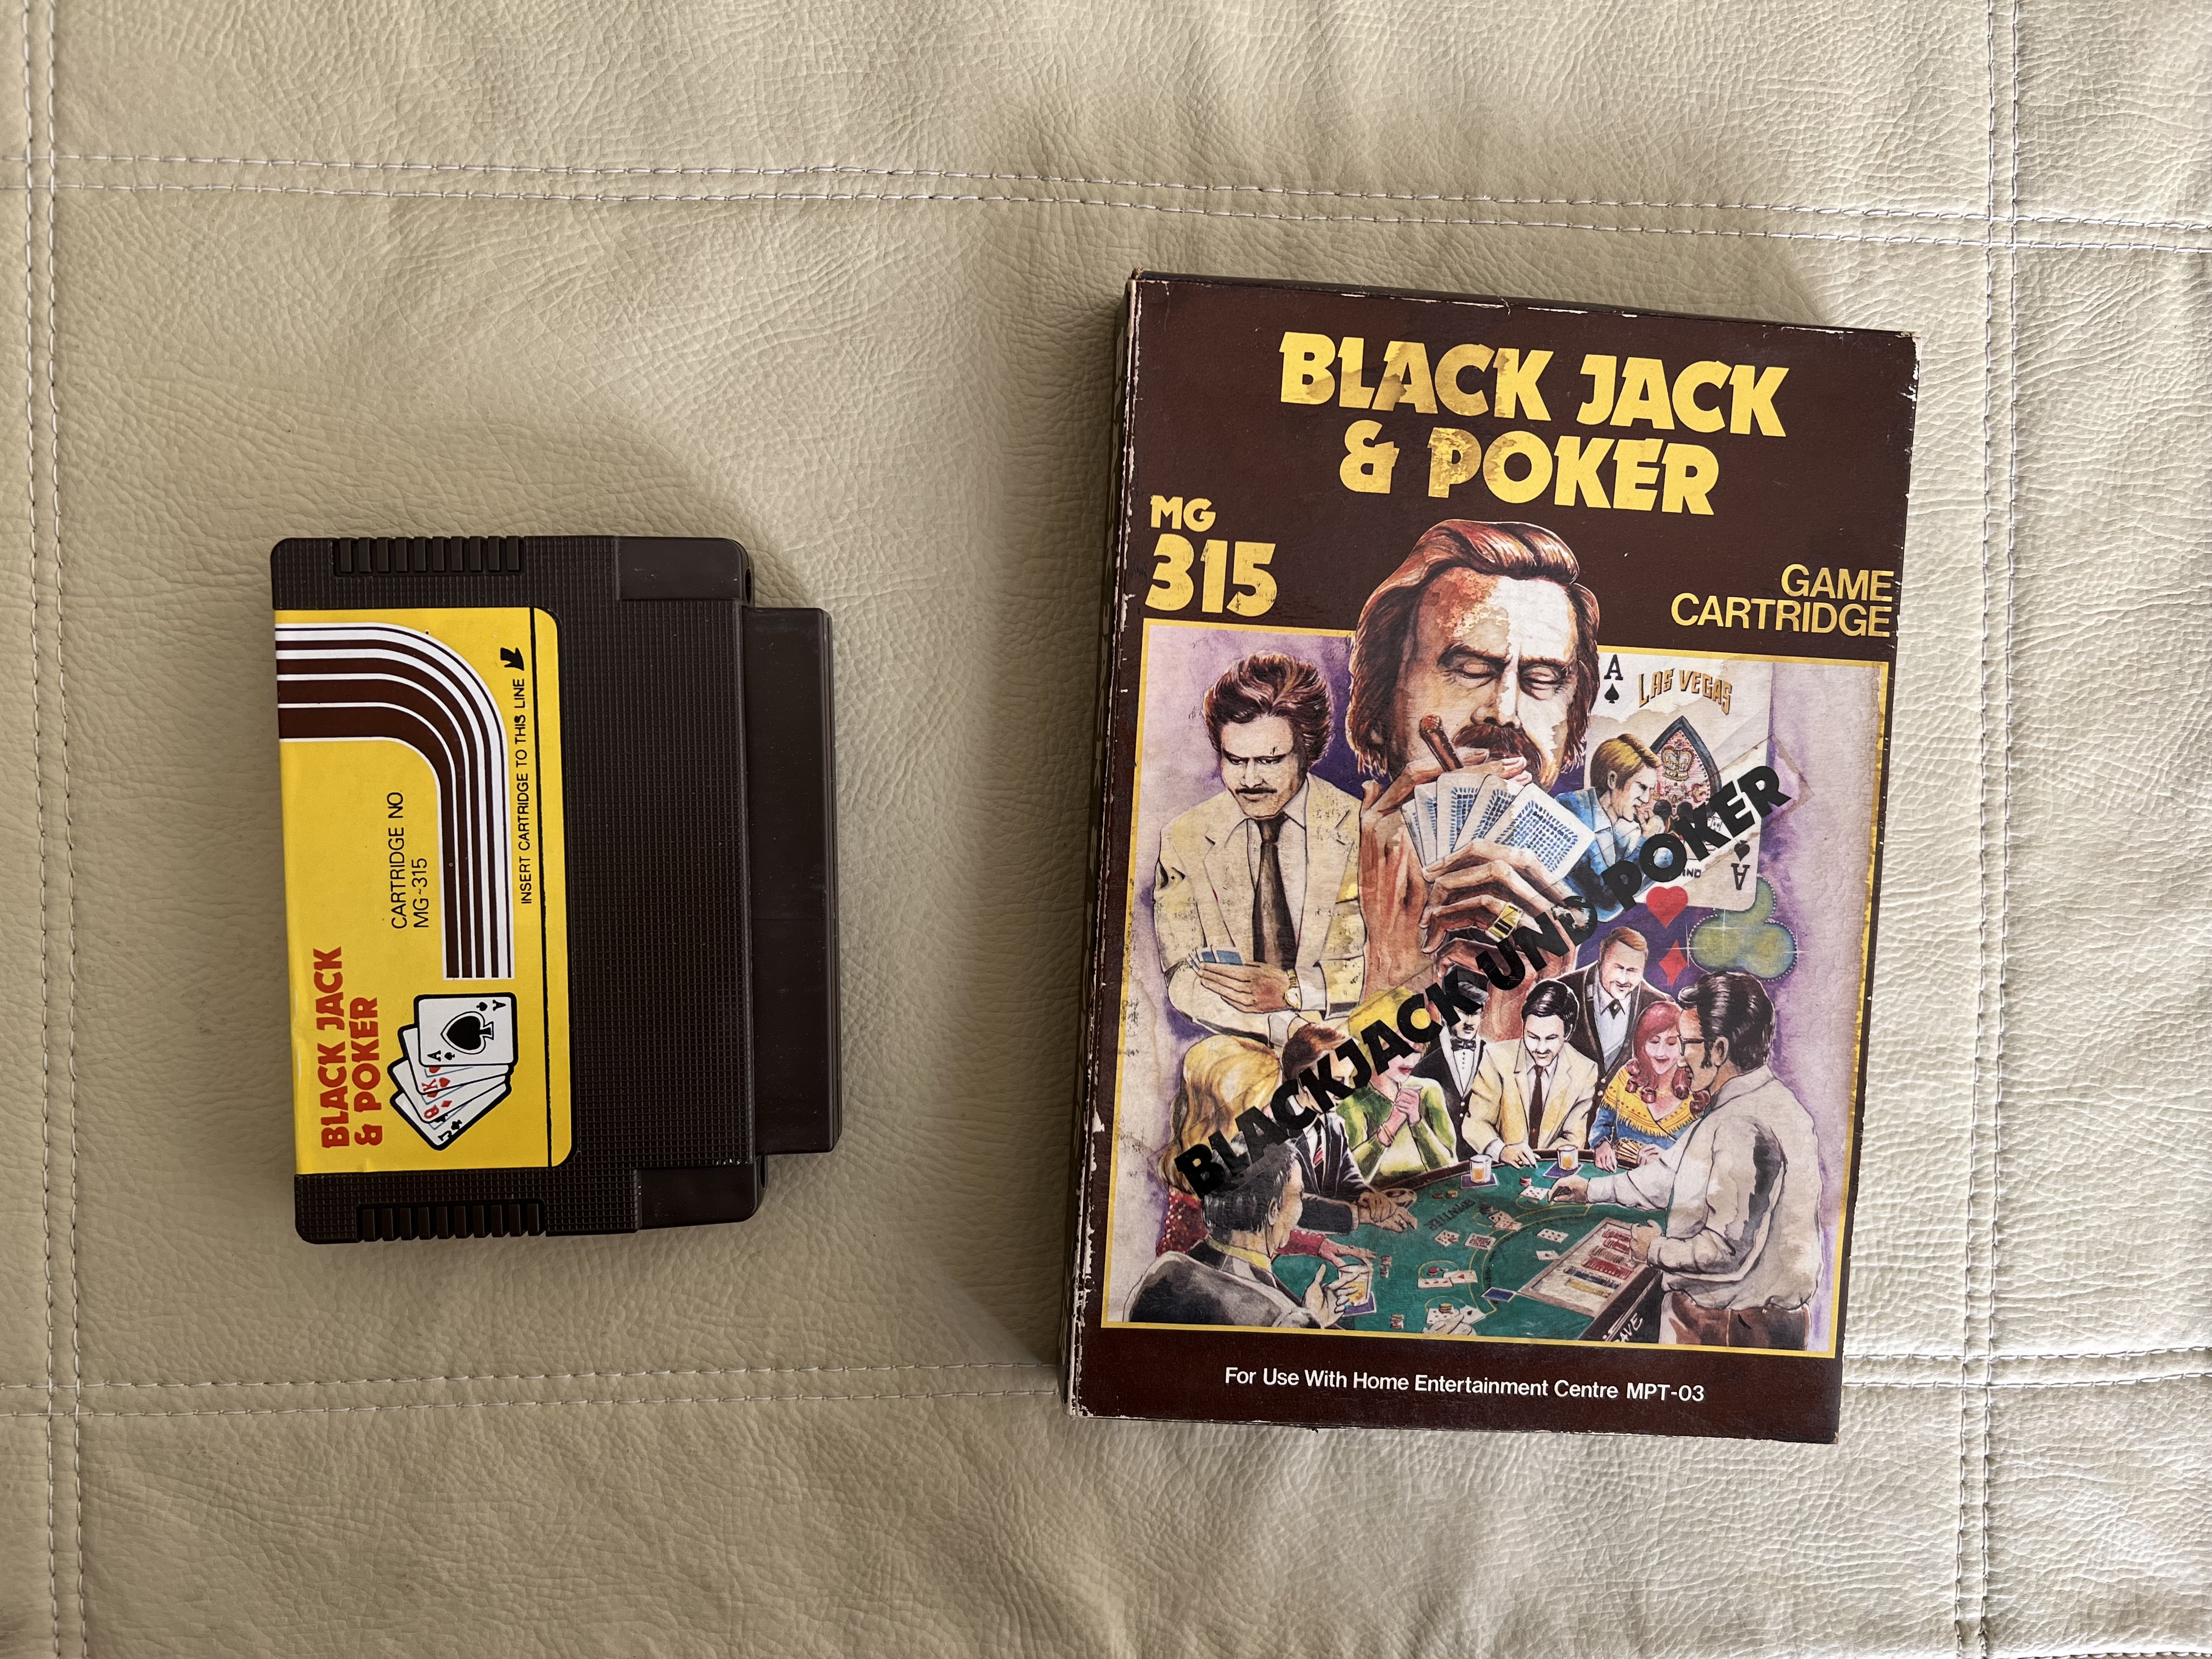 BLACK JACK
& POKER
CARTRIDGE NO
MG-315
INSERT CARTRIDGE TO THIS LINE
A
A
K
Q
BLACK JACK
& POKER
MG
315
GAME
CARTRIDGE
A
LAS VEGAS
A
BLACKJACK UND POKER
For Use With Home Entertainment Centre MPT-03